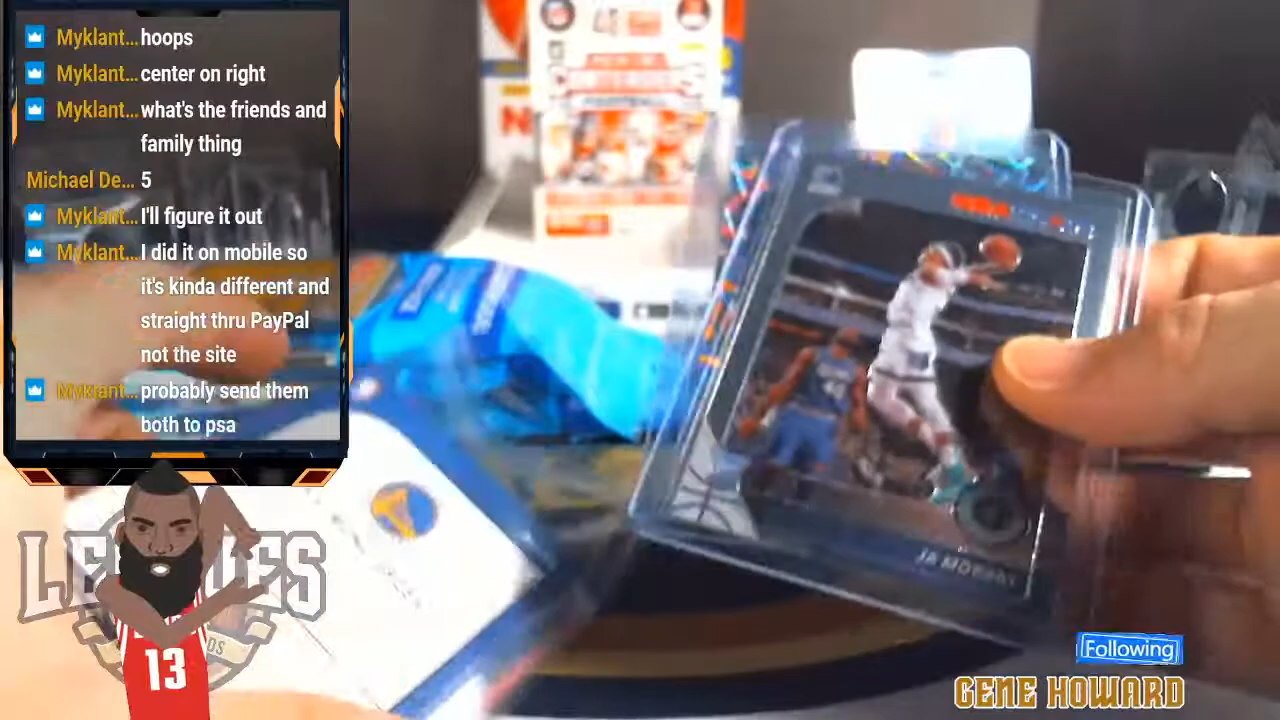 Myklant...hoops
Myklant...center on right
Myklant...what's the friends and
family thing
Michael De... 5
Myklant...I'll figure it out
Myklant...I did it on mobile so
it's kinda different and
straight thru PayPal
not the site
Myklant...probably send them
both to psa
CONTENDERS
JA MORANT
13
Following
GENE HOWARD